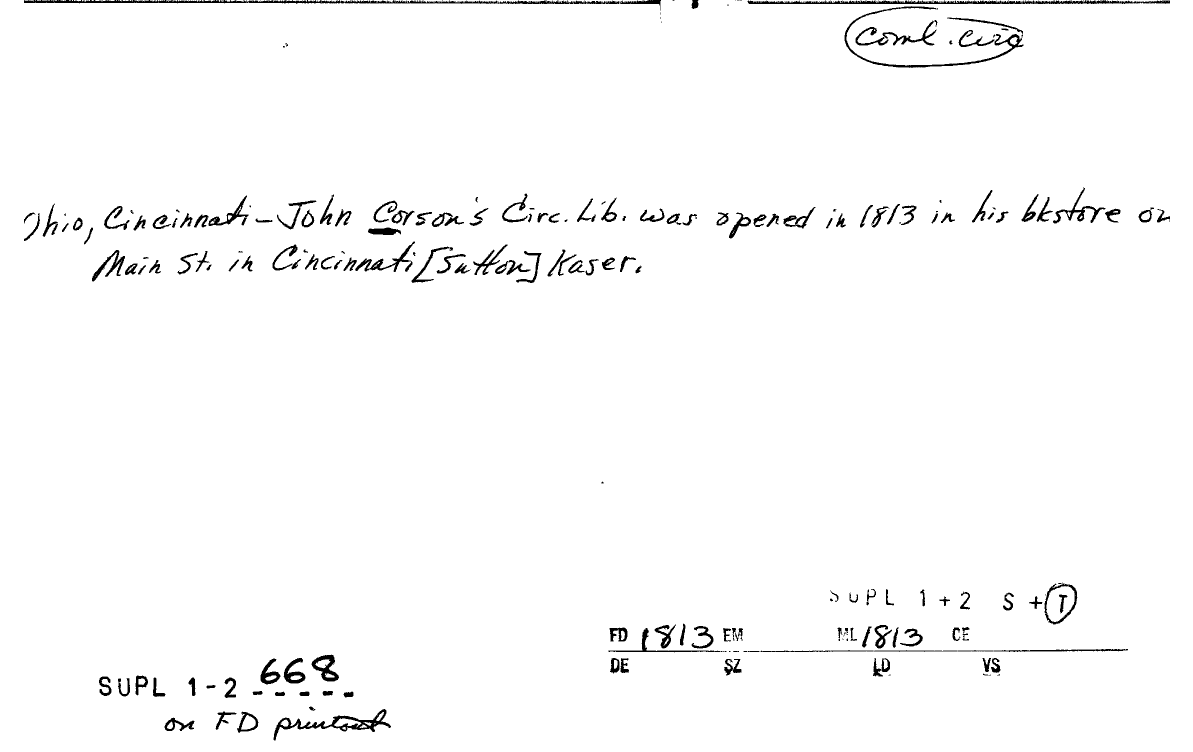 coml. circ
Ohio, Cincinnati - John Corson's Circ. Lib. was opened in 1813 in his bkstore on
Main St. in Cincinnati [Sutton] Kaser.
SUPL 1 + 2 S + T
FD 1813 EM ML 1813 CE
DE SZ LD VS
SUPL 1-2 668
on FD printout